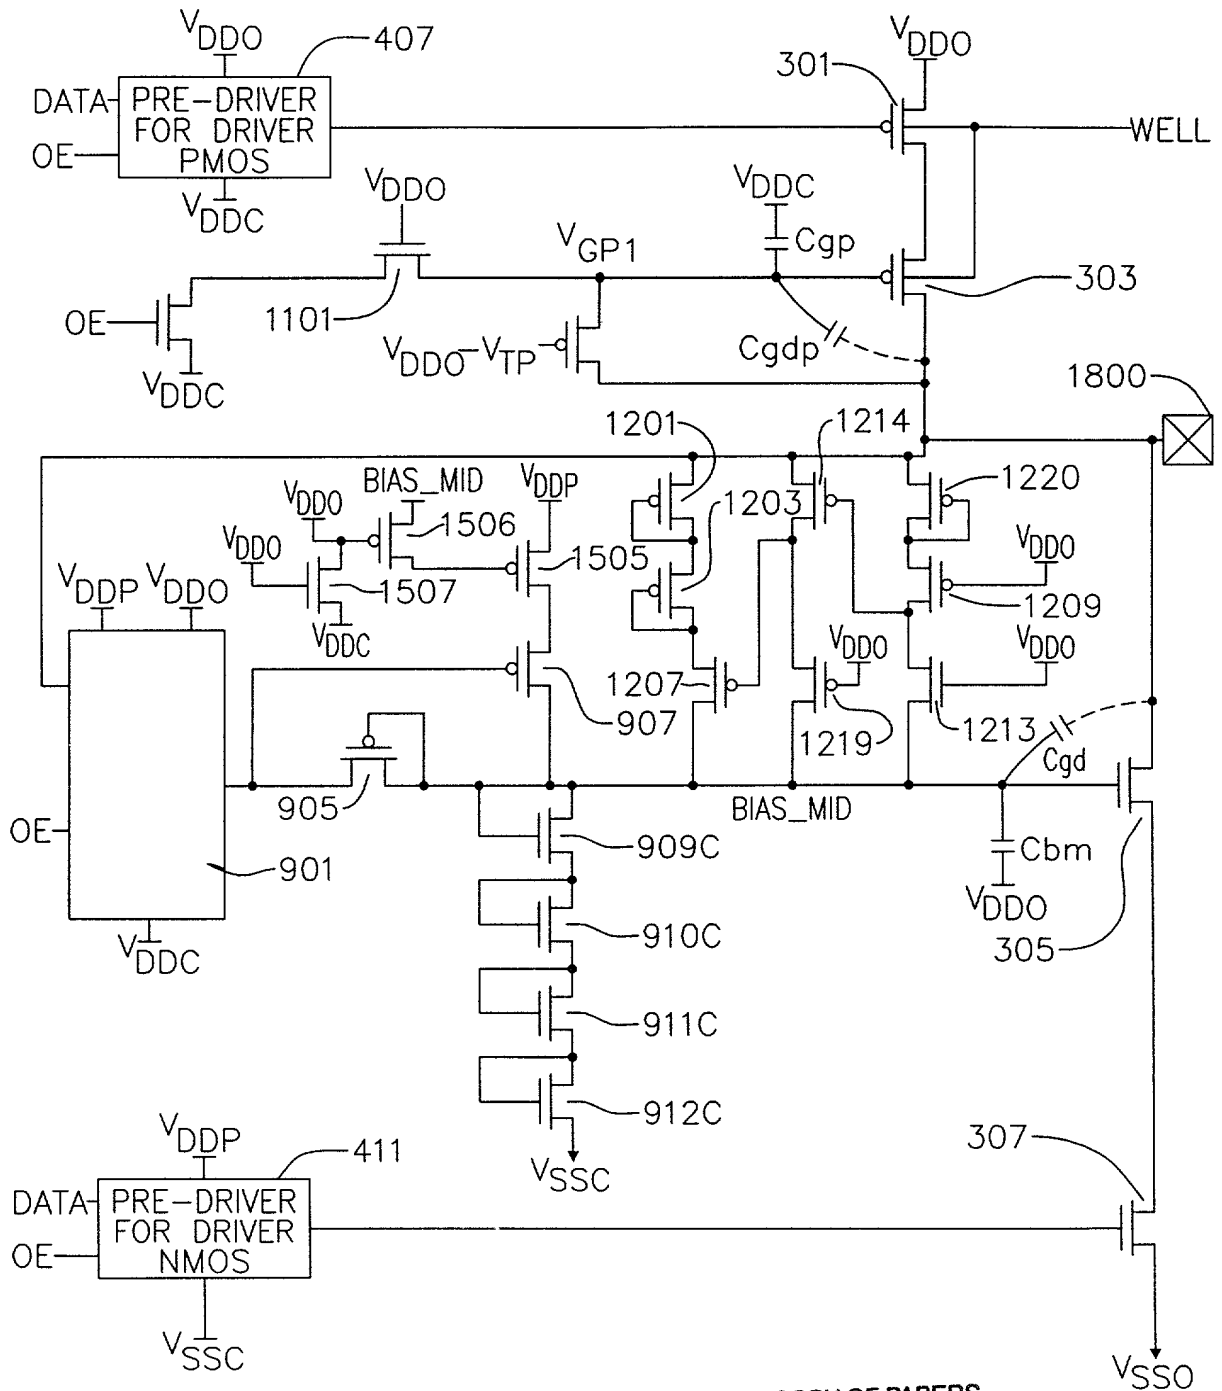 VDDO
407
VDDO
301
DATA
PRE-DRIVER
FOR DRIVER
PMOS
OE
WELL
VDDC
VDDO
VDDC
Cgp
VGP1
303
1101
OE
VDDO-VTP
Cgdp
VDDC
1800
1201
1214
BIAS_MID
VDDP
1203
1220
VDDO
1506
VDDO
VDDO
1505
1507
1209
VDDP
VDDO
VDDC
VDDO
VDDO
1207
907
1219
1213
Cgd
905
BIAS_MID
OE
909C
Cbm
901
VDDO
910C
305
VDDC
911C
912C
VDDP
411
307
VSSC
DATA
PRE-DRIVER
FOR DRIVER
NMOS
OE
VSSC
VSSO